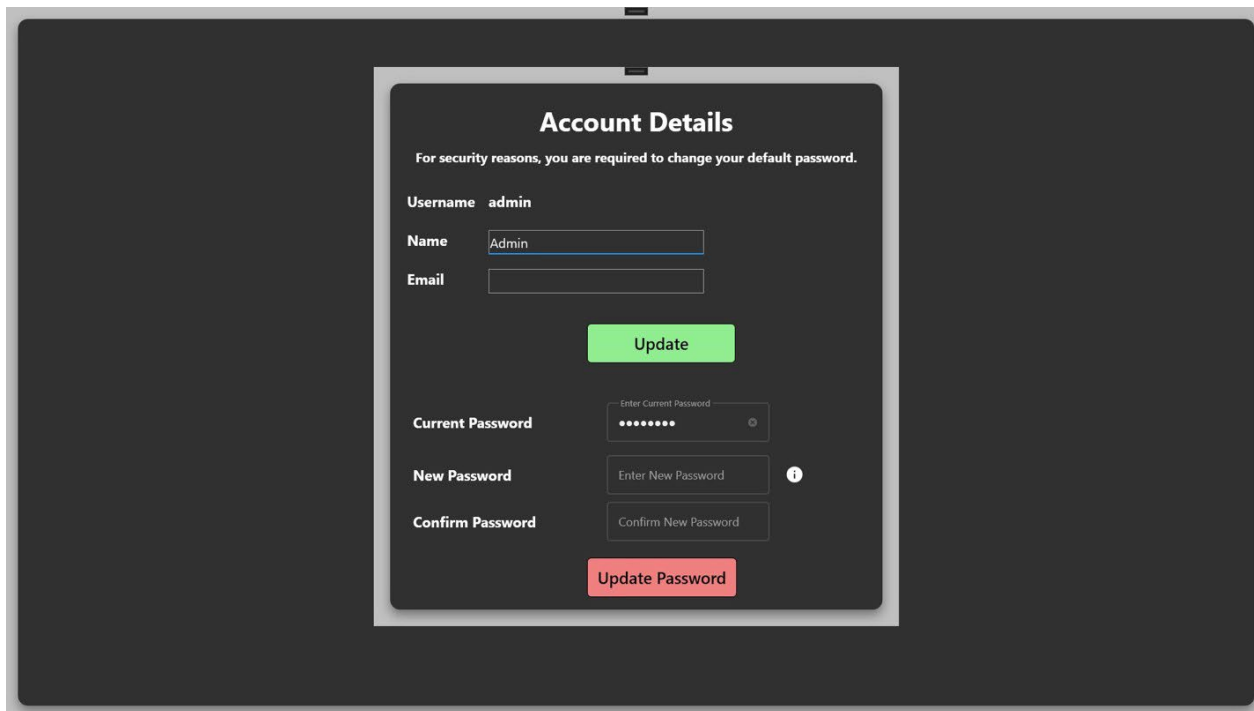 Account Details
For security reasons, you are required to change your default password.
Username admin
Name Admin
Email
Update
Enter Current Password
Current Password ••••••••
New Password Enter New Password
Confirm Password Confirm New Password
Update Password